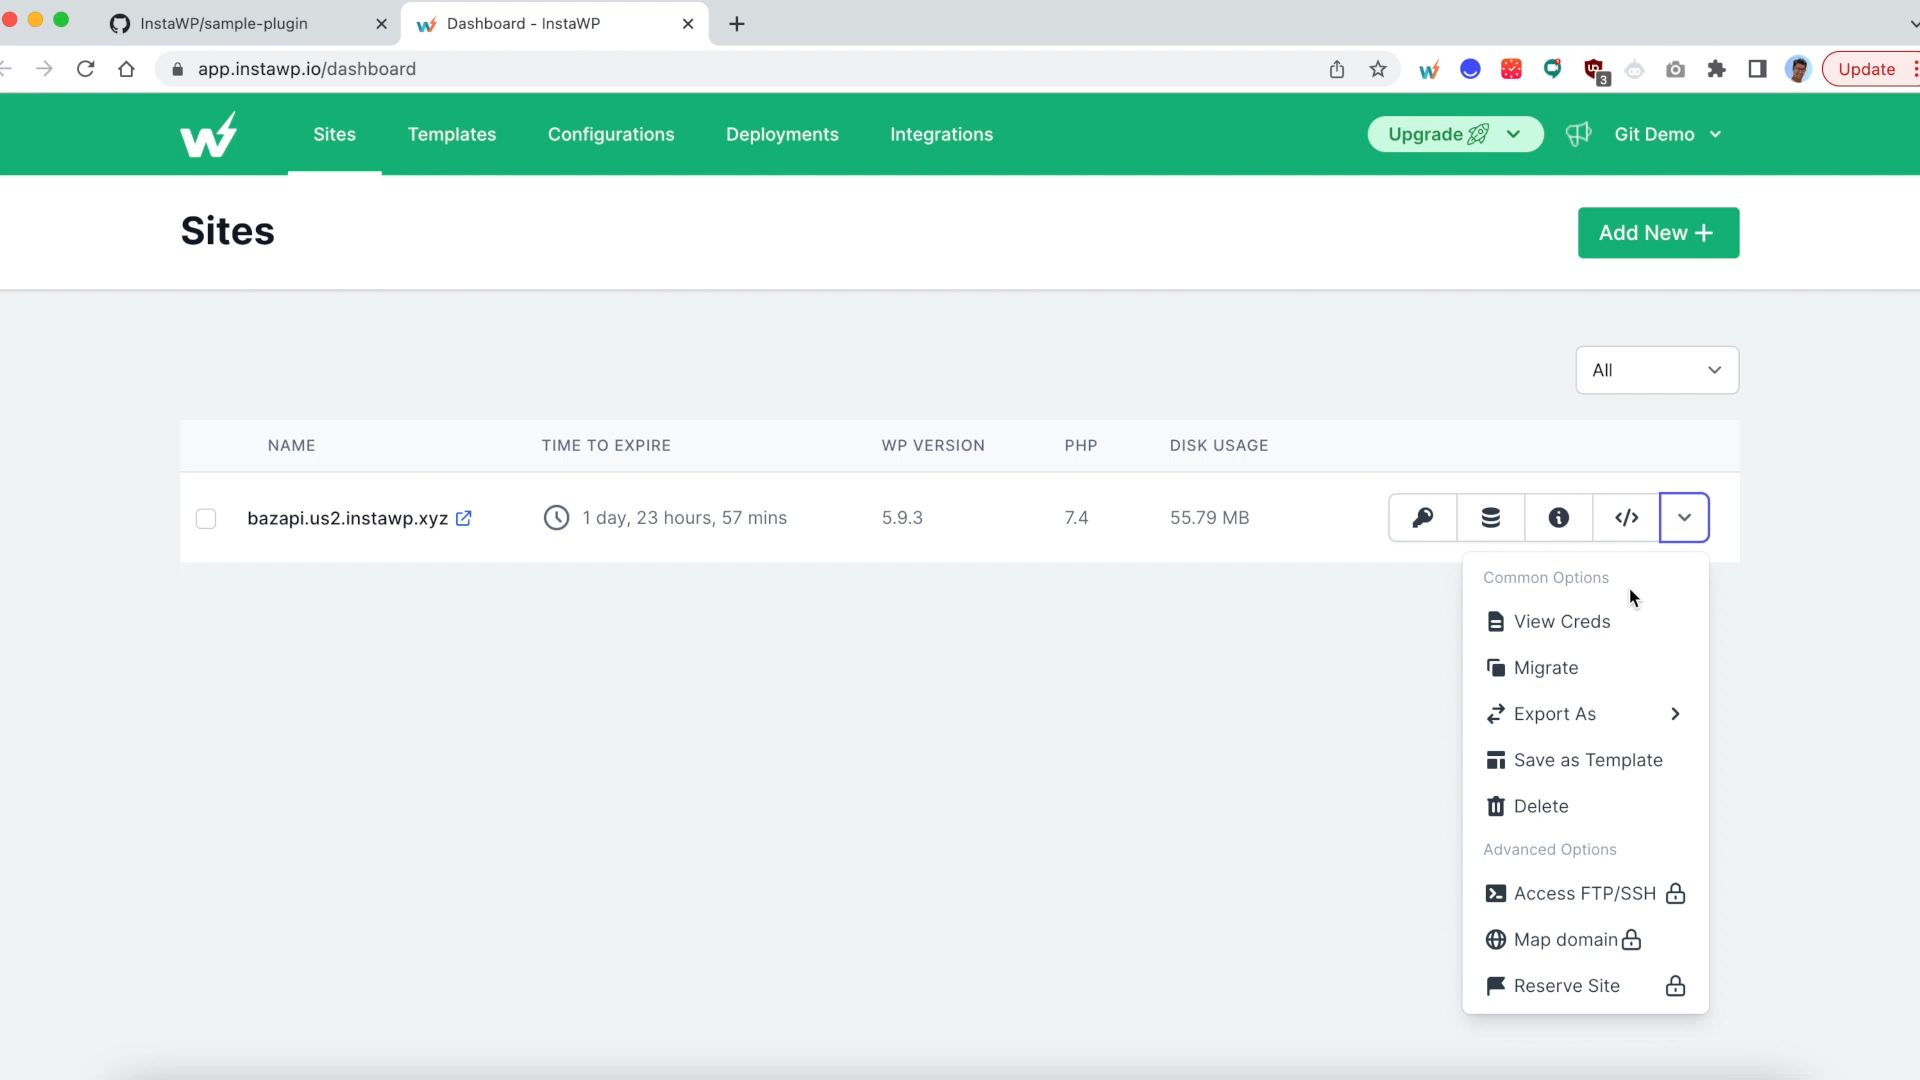 InstaWP/sample-plugin
Dashboard - InstaWP
app.instawp.io/dashboard
3
Update
Sites
Templates
Configurations
Deployments
Integrations
Upgrade
Git Demo
Sites
Add New +
All
NAME
TIME TO EXPIRE
WP VERSION
PHP
DISK USAGE
bazapi.us2.instawp.xyz
1 day, 23 hours, 57 mins
5.9.3
7.4
55.79 MB
Common Options
View Creds
Migrate
Export As
Save as Template
Delete
Advanced Options
Access FTP/SSH
Map domain
Reserve Site